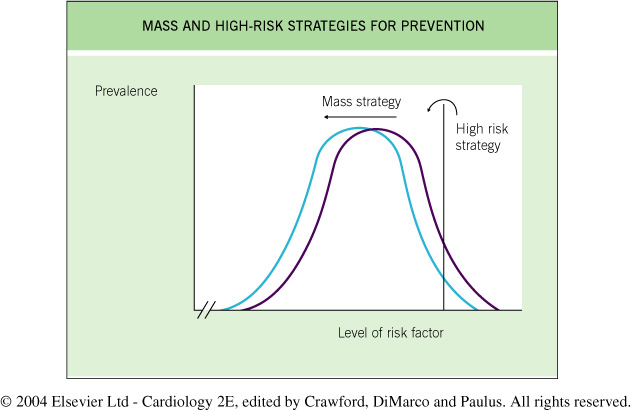 MASS AND HIGH-RISK STRATEGIES FOR PREVENTION
Prevalence
Mass strategy
High risk
strategy
Level of risk factor
© 2004 Elsevier Ltd - Cardiology 2E, edited by Crawford, DiMarco and Paulus. All rights reserved.